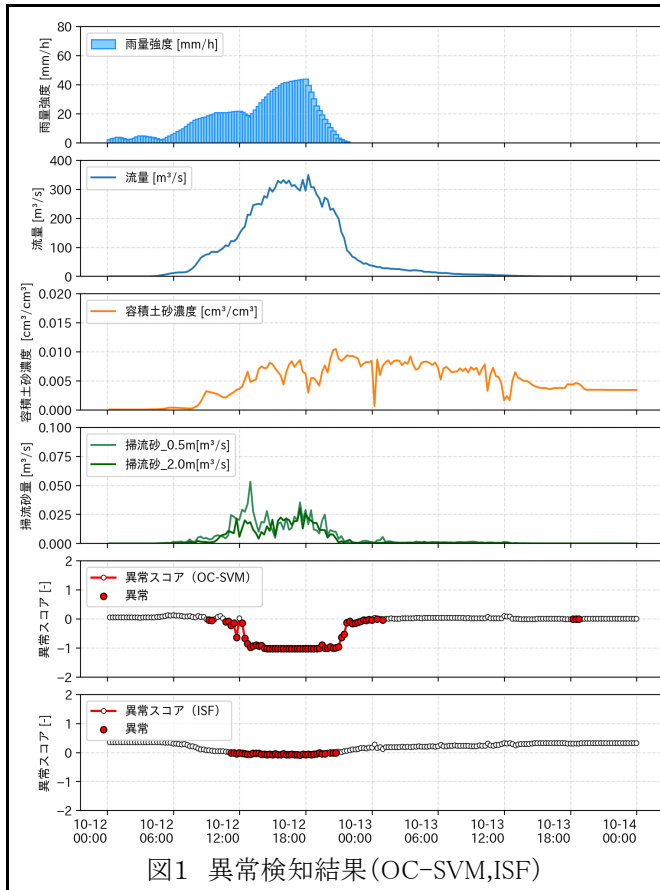 80
60
40
20
0
雨量強度 [mm/h]
雨量強度 [mm/h]
400
300
200
100
0
流量 [m³/s]
流量 [m³/s]
0.020
0.015
0.010
0.005
0.000
容積土砂濃度 [cm³/cm³]
容積土砂濃度 [cm³/cm³]
0.100
0.075
0.050
0.025
0.000
掃流砂量 [m³/s]
掃流砂_0.5m[m³/s]
掃流砂_2.0m[m³/s]
2
1
0
−1
−2
異常スコア [-]
異常スコア（OC-SVM）
異常
2
1
0
−1
−2
異常スコア [-]
異常スコア（ISF）
異常
10-12 10-12 10-12 10-12 10-13 10-13 10-13 10-13 10-14
00:00 06:00 12:00 18:00 00:00 06:00 12:00 18:00 00:00
図1 異常検知結果(OC-SVM,ISF)